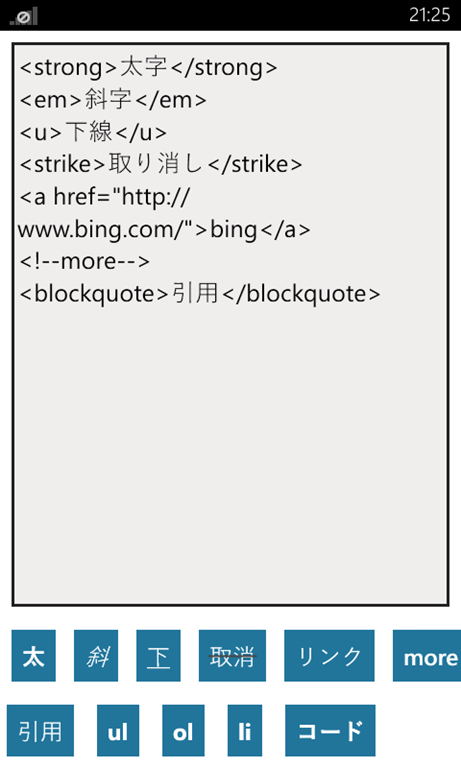 21:25
<strong>太字</strong>
<em>斜字</em>
<u>下線</u>
<strike>取り消し</strike>
<a href="http://
www.bing.com/">bing</a>
<!--more-->
<blockquote>引用</blockquote>
太 斜 下 取消 リンク more
引用 ul ol li コード